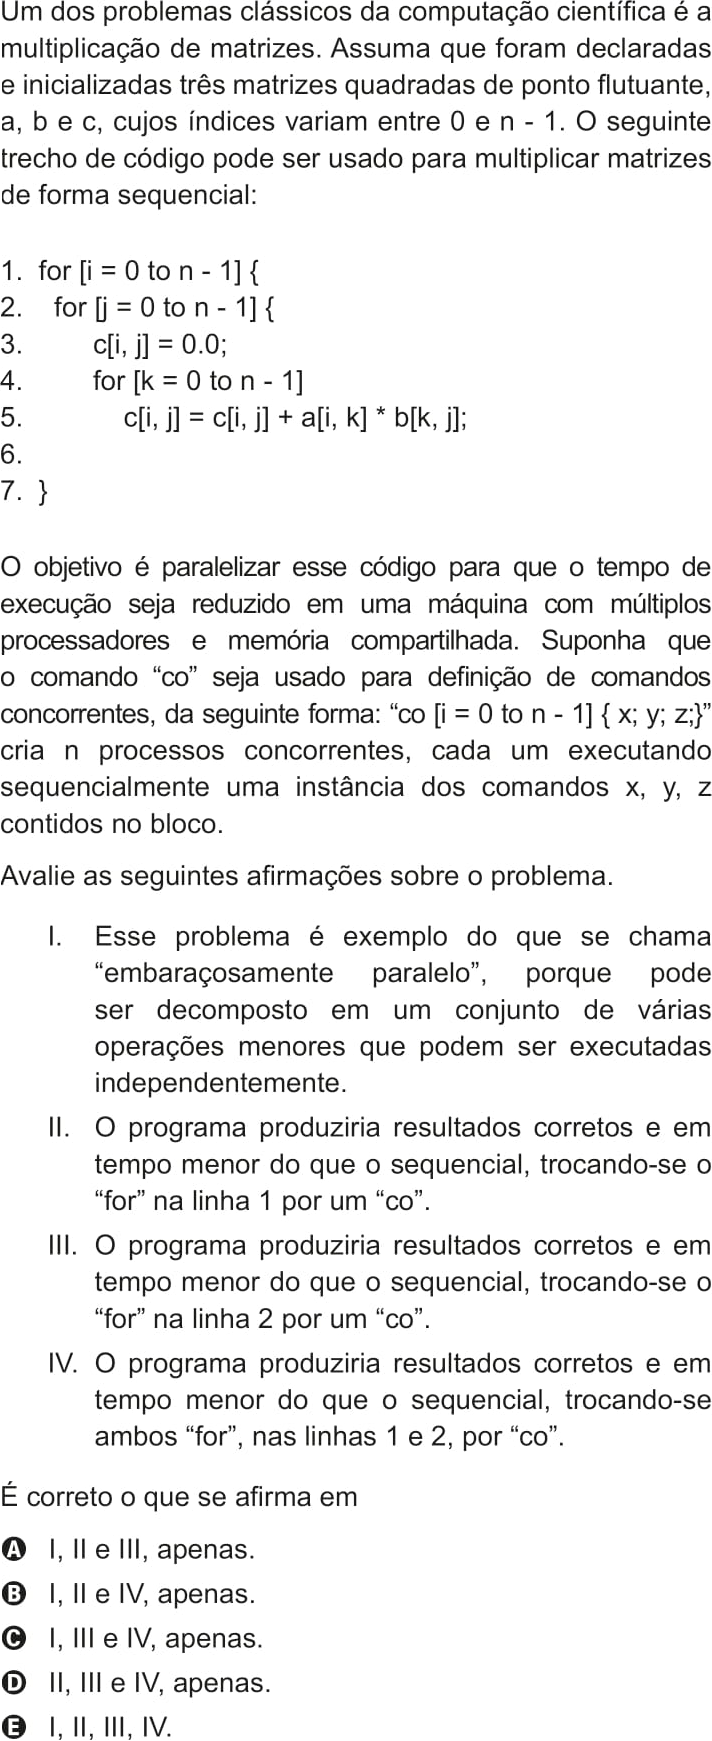 Um dos problemas clássicos da computação científica é a
multiplicação de matrizes. Assuma que foram declaradas
e inicializadas três matrizes quadradas de ponto flutuante,
a, b e c, cujos índices variam entre 0 e n - 1. O seguinte
trecho de código pode ser usado para multiplicar matrizes
de forma sequencial:
1. for [i = 0 to n - 1] {
2. for [j = 0 to n - 1] {
3. c[i, j] = 0.0;
4. for [k = 0 to n - 1]
5. c[i, j] = c[i, j] + a[i, k] * b[k, j];
6.
7. }
O objetivo é paralelizar esse código para que o tempo de
execução seja reduzido em uma máquina com múltiplos
processadores e memória compartilhada. Suponha que
o comando “co” seja usado para definição de comandos
concorrentes, da seguinte forma: “co [i = 0 to n - 1] { x; y; z;}”
cria n processos concorrentes, cada um executando
sequencialmente uma instância dos comandos x, y, z
contidos no bloco.
Avalie as seguintes afirmações sobre o problema.
I. Esse problema é exemplo do que se chama
“embaraçosamente paralelo”, porque pode
ser decomposto em um conjunto de várias
operações menores que podem ser executadas
independentemente.
II. O programa produziria resultados corretos e em
tempo menor do que o sequencial, trocando-se o
“for” na linha 1 por um “co”.
III. O programa produziria resultados corretos e em
tempo menor do que o sequencial, trocando-se o
“for” na linha 2 por um “co”.
IV. O programa produziria resultados corretos e em
tempo menor do que o sequencial, trocando-se
ambos “for”, nas linhas 1 e 2, por “co”.
É correto o que se afirma em
A I, II e III, apenas.
B I, II e IV, apenas.
C I, III e IV, apenas.
D II, III e IV, apenas.
E I, II, III, IV.